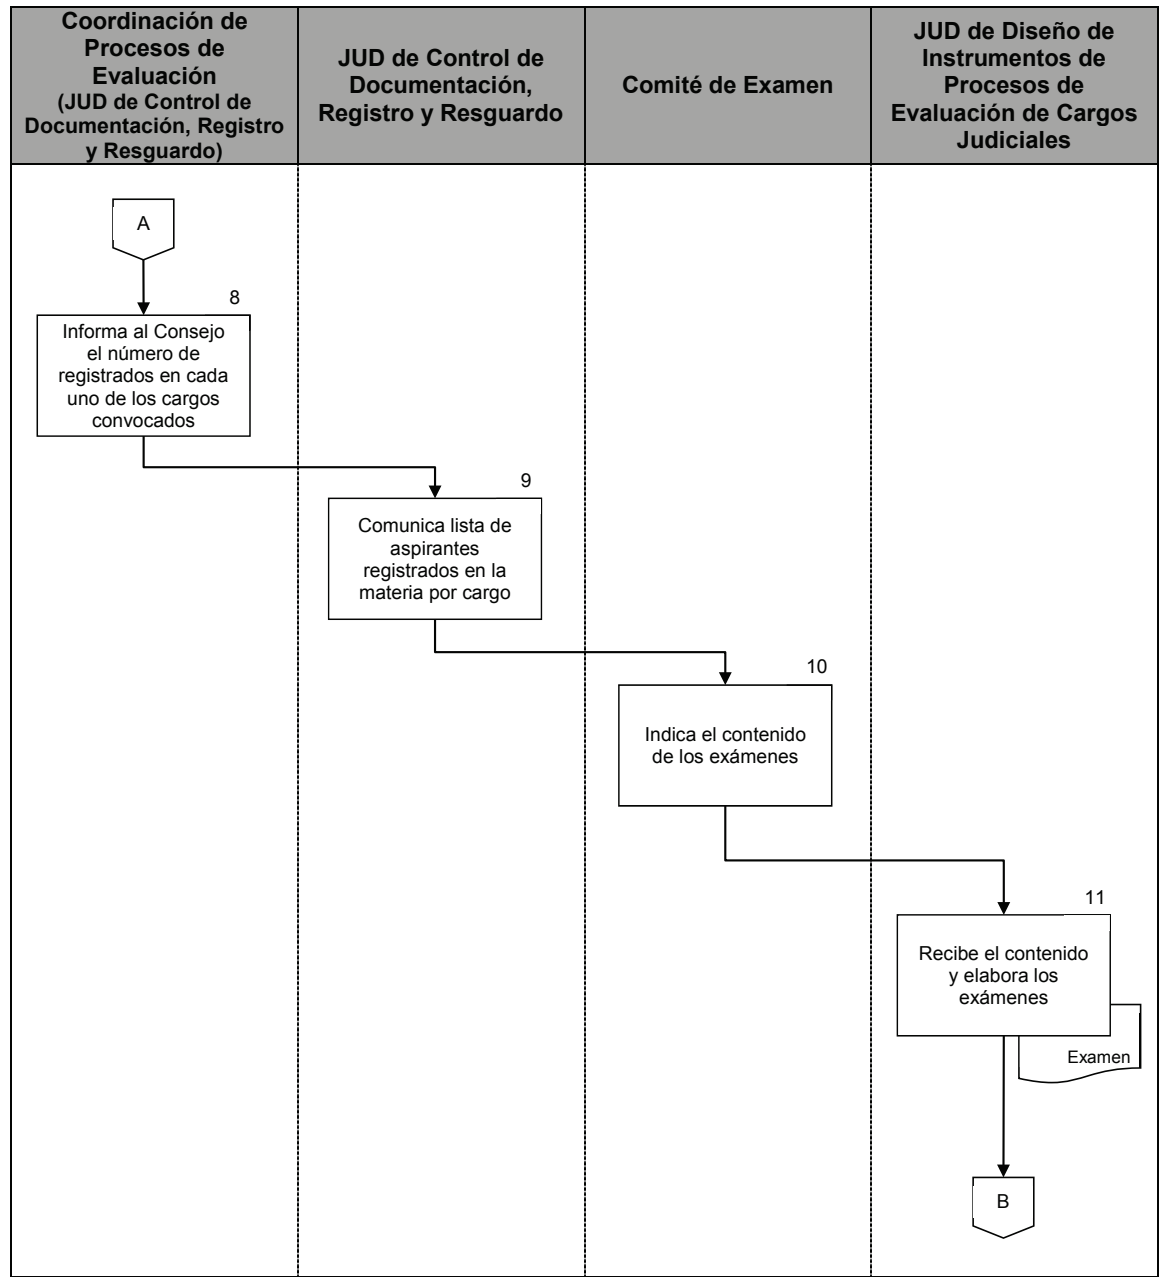 Coordinación de
Procesos de
Evaluación
(JUD de Control de
Documentación, Registro
y Resguardo)
JUD de Control de
Documentación,
Registro y Resguardo
Comité de Examen
JUD de Diseño de
Instrumentos de
Procesos de
Evaluación de Cargos
Judiciales
A
8
Informa al Consejo
el número de
registrados en cada
uno de los cargos
convocados
9
Comunica lista de
aspirantes
registrados en la
materia por cargo
10
Indica el contenido
de los exámenes
11
Recibe el contenido
y elabora los
exámenes
Examen
B